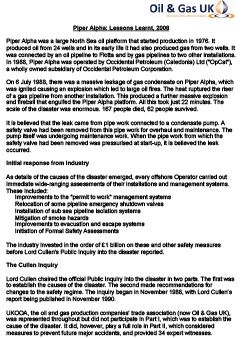 Oil & Gas UK
Piper Alpha: Lessons Learnt, 2008
Piper Alpha was a large North Sea oil platform that started production in 1976. It
produced oil from 24 wells and in its early life it had also produced gas from two wells. It
was connected by an oil pipeline to Flotta and by gas pipelines to two other installations.
In 1988, Piper Alpha was operated by Occidental Petroleum (Caledonia) Ltd ("OpCal"),
a wholly owned subsidiary of Occidental Petroleum Corporation.
On 6 July 1988, there was a massive leakage of gas condensate on Piper Alpha, which
was ignited causing an explosion which led to large oil fires. The heat ruptured the riser
of a gas pipeline from another installation. This produced a further massive explosion
and fireball that engulfed the Piper Alpha platform. All this took just 22 minutes. The
scale of the disaster was enormous. 167 people died, 62 people survived.
It is believed that the leak came from pipe work connected to a condensate pump. A
safety valve had been removed from this pipe work for overhaul and maintenance. The
pump itself was undergoing maintenance work. When the pipe work from which the
safety valve had been removed was pressurised at start-up, it is believed the leak
occurred.
Initial response from Industry
As details of the causes of the disaster emerged, every offshore Operator carried out
immediate wide-ranging assessments of their installations and management systems.
These included:
Improvements to the "permit to work" management systems
Relocation of some pipeline emergency shutdown valves
Installation of sub sea pipeline isolation systems
Mitigation of smoke hazards
Improvements to evacuation and escape systems
Initiation of Formal Safety Assessments
The industry invested in the order of £1 billion on these and other safety measures
before Lord Cullen's Public Inquiry into the disaster reported.
The Cullen Inquiry
Lord Cullen chaired the official Public Inquiry into the disaster in two parts. The first was
to establish the causes of the disaster. The second made recommendations for
changes to the safety regime. The inquiry began in November 1988, with Lord Cullen's
report being published in November 1990.
UKOOA, the oil and gas production companies' trade association (now Oil & Gas UK),
was represented throughout but did not participate in Part I, which was to establish the
cause of the disaster. It did, however, play a full role in Part II, which considered
measures to prevent future major accidents, and provided 34 expert witnesses.